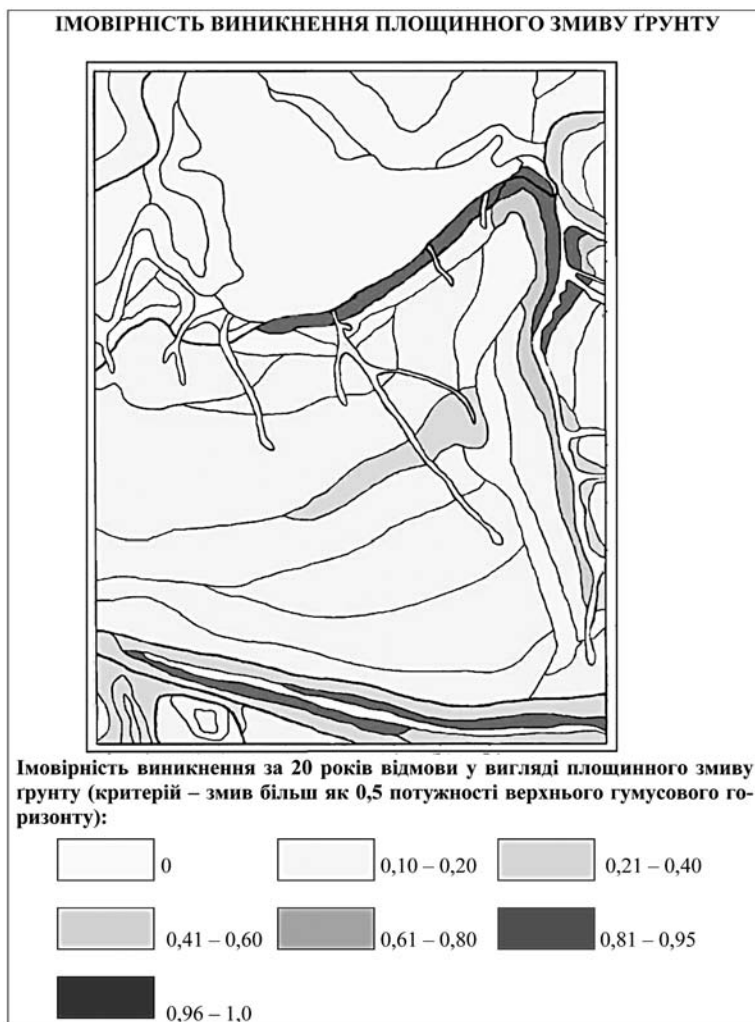 ІМОВІРНІСТЬ ВИНИКНЕННЯ ПЛОЩИННОГО ЗМИВУ ҐРУНТУ
Імовірність виникнення за 20 років відмови у вигляді площинного змиву
ґрунту (критерій – змив більш як 0,5 потужності верхнього гумусового го-
ризонту):
0 0,10 – 0,20 0,21 – 0,40
0,41 – 0,60 0,61 – 0,80 0,81 – 0,95
0,96 – 1,0